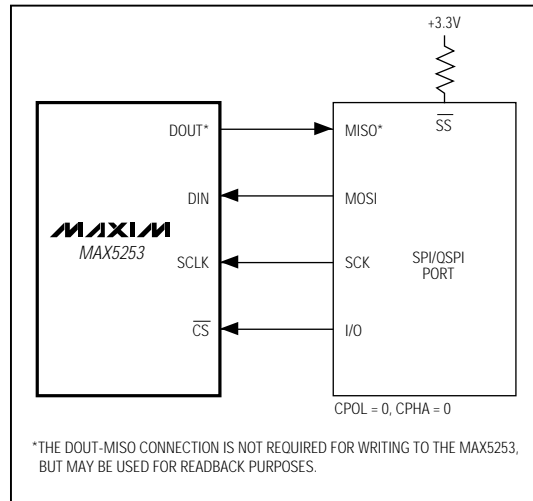 +3.3V
SS
DOUT* MISO*
DIN MOSI
MAXIM
MAX5253
SCLK SCK SPI/QSPI
PORT
CS I/O
CPOL = 0, CPHA = 0
*THE DOUT-MISO CONNECTION IS NOT REQUIRED FOR WRITING TO THE MAX5253,
BUT MAY BE USED FOR READBACK PURPOSES.